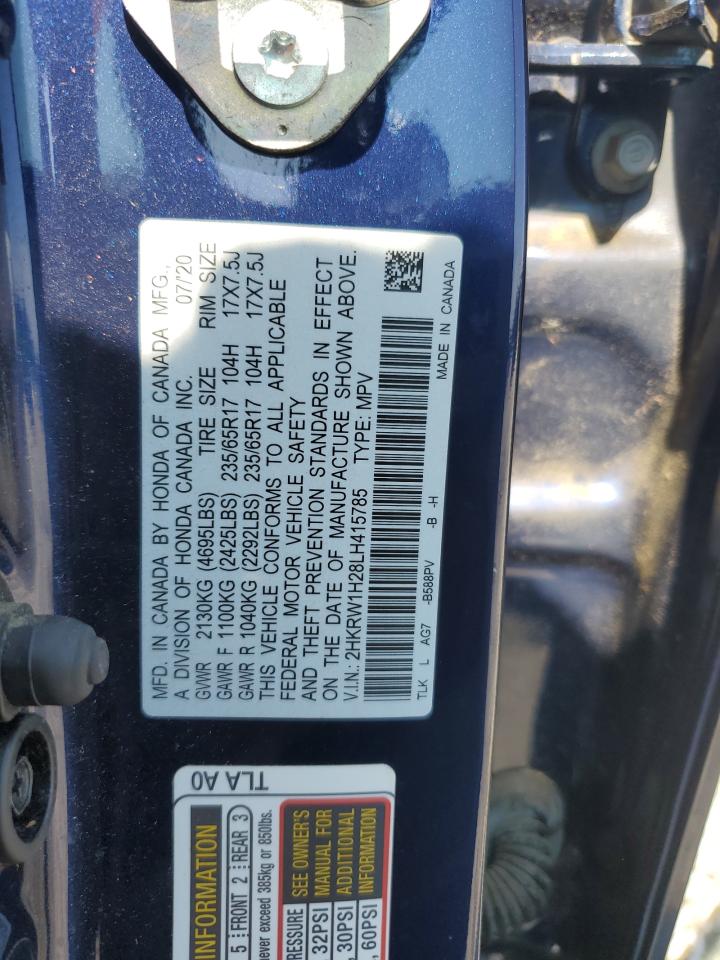 MFD. IN CANADA BY HONDA OF CANADA MFG.,
A DIVISION OF HONDA CANADA INC. 07/'20
GVWR 2130KG (4695LBS) TIRE SIZE RIM SIZE
GAWR F 1100KG (2425LBS) 235/65R17 104H 17X7.5J
GAWR R 1040KG (2292LBS) 235/65R17 104H 17X7.5J
THIS VEHICLE CONFORMS TO ALL APPLICABLE
FEDERAL MOTOR VEHICLE SAFETY
AND THEFT PREVENTION STANDARDS IN EFFECT
ON THE DATE OF MANUFACTURE SHOWN ABOVE.
V.I.N.: 2HKRW1H28LH415785 TYPE: MPV
TLK L AG7 -B588PV -B -H MADE IN CANADA
TLA A0
INFORMATION
5 FRONT 2 REAR 3
never exceed 385kg or 850lbs.
PRESSURE SEE OWNER'S
32PSI MANUAL FOR
, 30PSI ADDITIONAL
, 60PSI INFORMATION